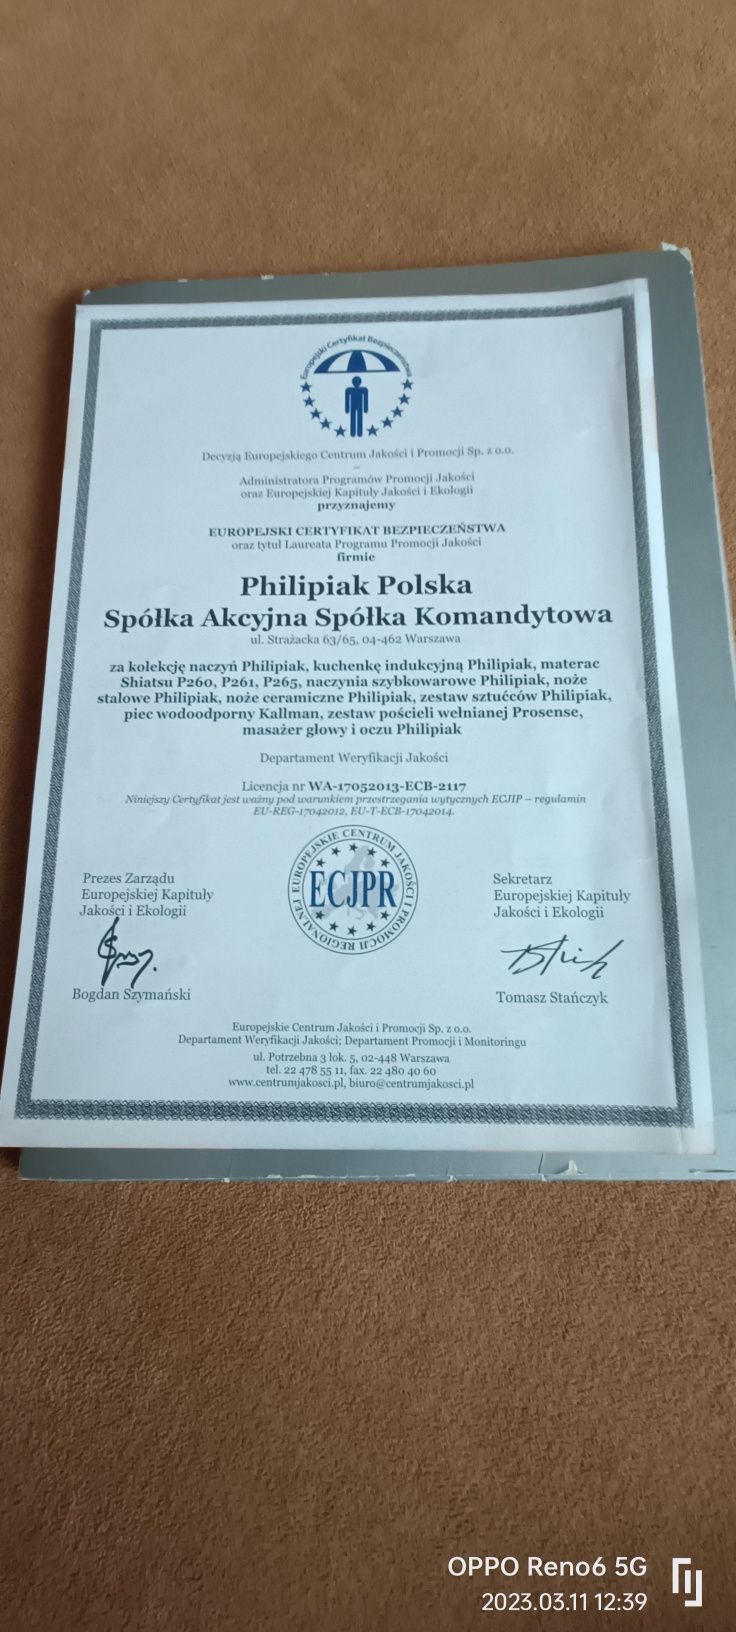 Europejski Certyfikat Bezpieczeństwa
Decyzją Europejskiego Centrum Jakości i Promocji Sp. z o.o.
–
Administratora Programów Promocji Jakości
oraz Europejskiej Kapituły Jakości i Ekologii
przyznajemy
EUROPEJSKI CERTYFIKAT BEZPIECZEŃSTWA
oraz tytuł Laureata Programu Promocji Jakości
firmie
Philipiak Polska
Spółka Akcyjna Spółka Komandytowa
ul. Strażacka 63/65, 04-462 Warszawa
za kolekcję naczyń Philipiak, kuchenkę indukcyjną Philipiak, materac
Shiatsu P260, P261, P265, naczynia szybkowarowe Philipiak, noże
stalowe Philipiak, noże ceramiczne Philipiak, zestaw sztućców Philipiak,
piec wodoodporny Kallman, zestaw pościeli wełnianej Prosense,
masażer głowy i oczu Philipiak
Departament Weryfikacji Jakości
Licencja nr WA-17052013-ECB-2117
Niniejszy Certyfikat jest ważny pod warunkiem przestrzegania wytycznych ECJIP – regulamin
EU-REG-17042012, EU-T-ECB-17042014.
EUROPEJSKIE CENTRUM JAKOŚCI I PROMOCJI REGIONALNEJ
ECJPR
Prezes Zarządu
Europejskiej Kapituły
Jakości i Ekologii
Bogdan Szymański
Sekretarz
Europejskiej Kapituły
Jakości i Ekologii
Tomasz Stańczyk
Europejskie Centrum Jakości i Promocji Sp. z o.o.
Departament Weryfikacji Jakości; Departament Promocji i Monitoringu
ul. Potrzebna 3 lok. 5, 02-448 Warszawa
tel. 22 478 55 11, fax. 22 480 40 60
www.centrumjakosci.pl, biuro@centrumjakosci.pl
OPPO Reno6 5G
2023.03.11 12:39